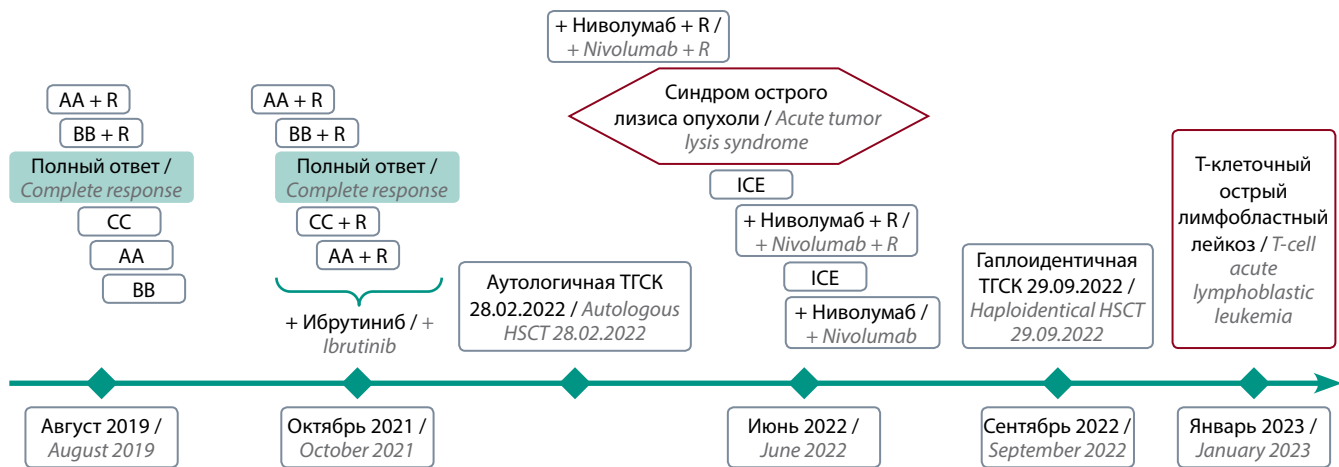 AA + R
BB + R
Полный ответ /
Complete response
CC
AA
BB
AA + R
BB + R
Полный ответ /
Complete response
CC + R
AA + R
+ Ибрутиниб / +
Ibrutinib
Аутологичная ТГСК
28.02.2022 / Autologous
HSCT 28.02.2022
+ Ниволумаб + R /
+ Nivolumab + R
Синдром острого
лизиса опухоли / Acute tumor
lysis syndrome
ICE
+ Ниволумаб + R /
+ Nivolumab + R
ICE
+ Ниволумаб /
+ Nivolumab
Гаплоидентичная
ТГСК 29.09.2022 /
Haploidentical HSCT
29.09.2022
Т-клеточный
острый
лимфобластный
лейкоз / T-cell
acute
lymphoblastic
leukemia
Август 2019 /
August 2019
Октябрь 2021 /
October 2021
Июнь 2022 /
June 2022
Сентябрь 2022 /
September 2022
Январь 2023 /
January 2023